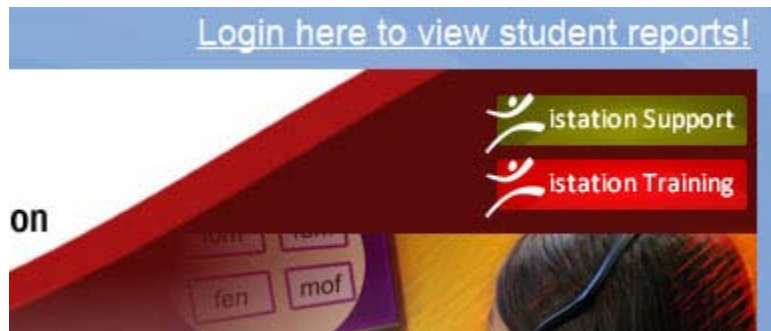 Login here to view student reports!
istation Support
istation Training
on
fen
mof